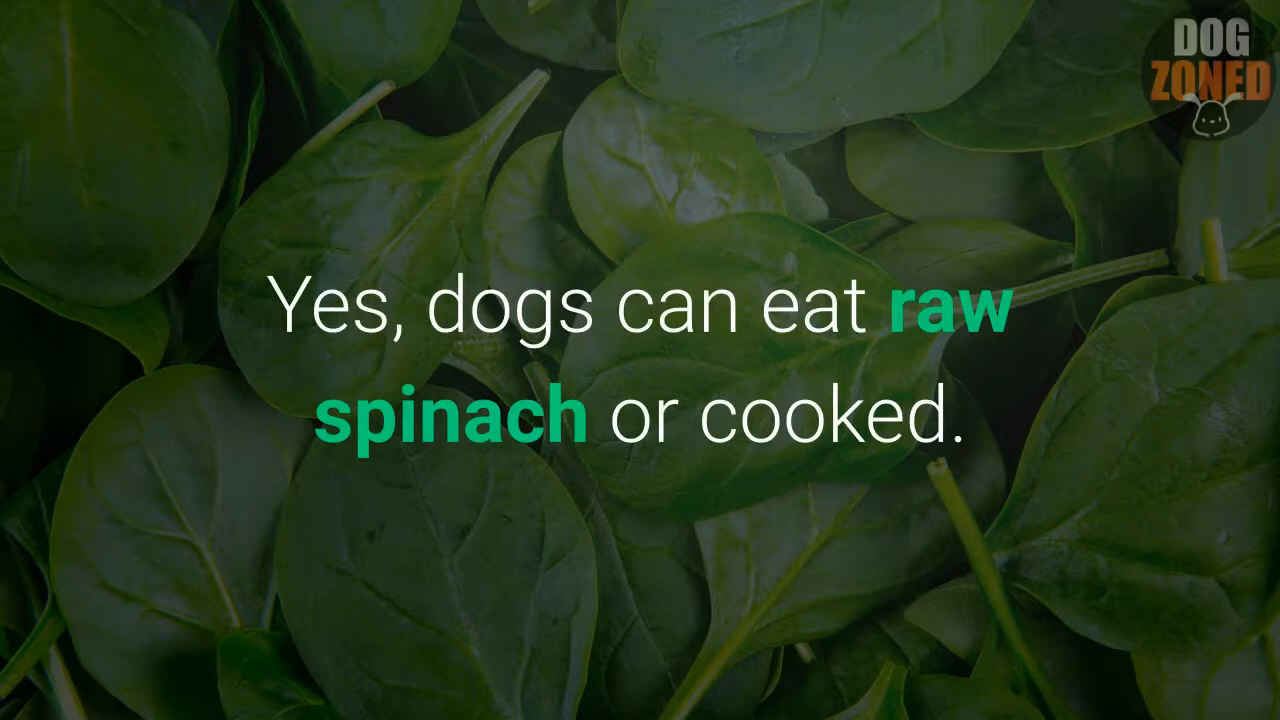 DOG
ZONED
Yes, dogs can eat raw
spinach or cooked.